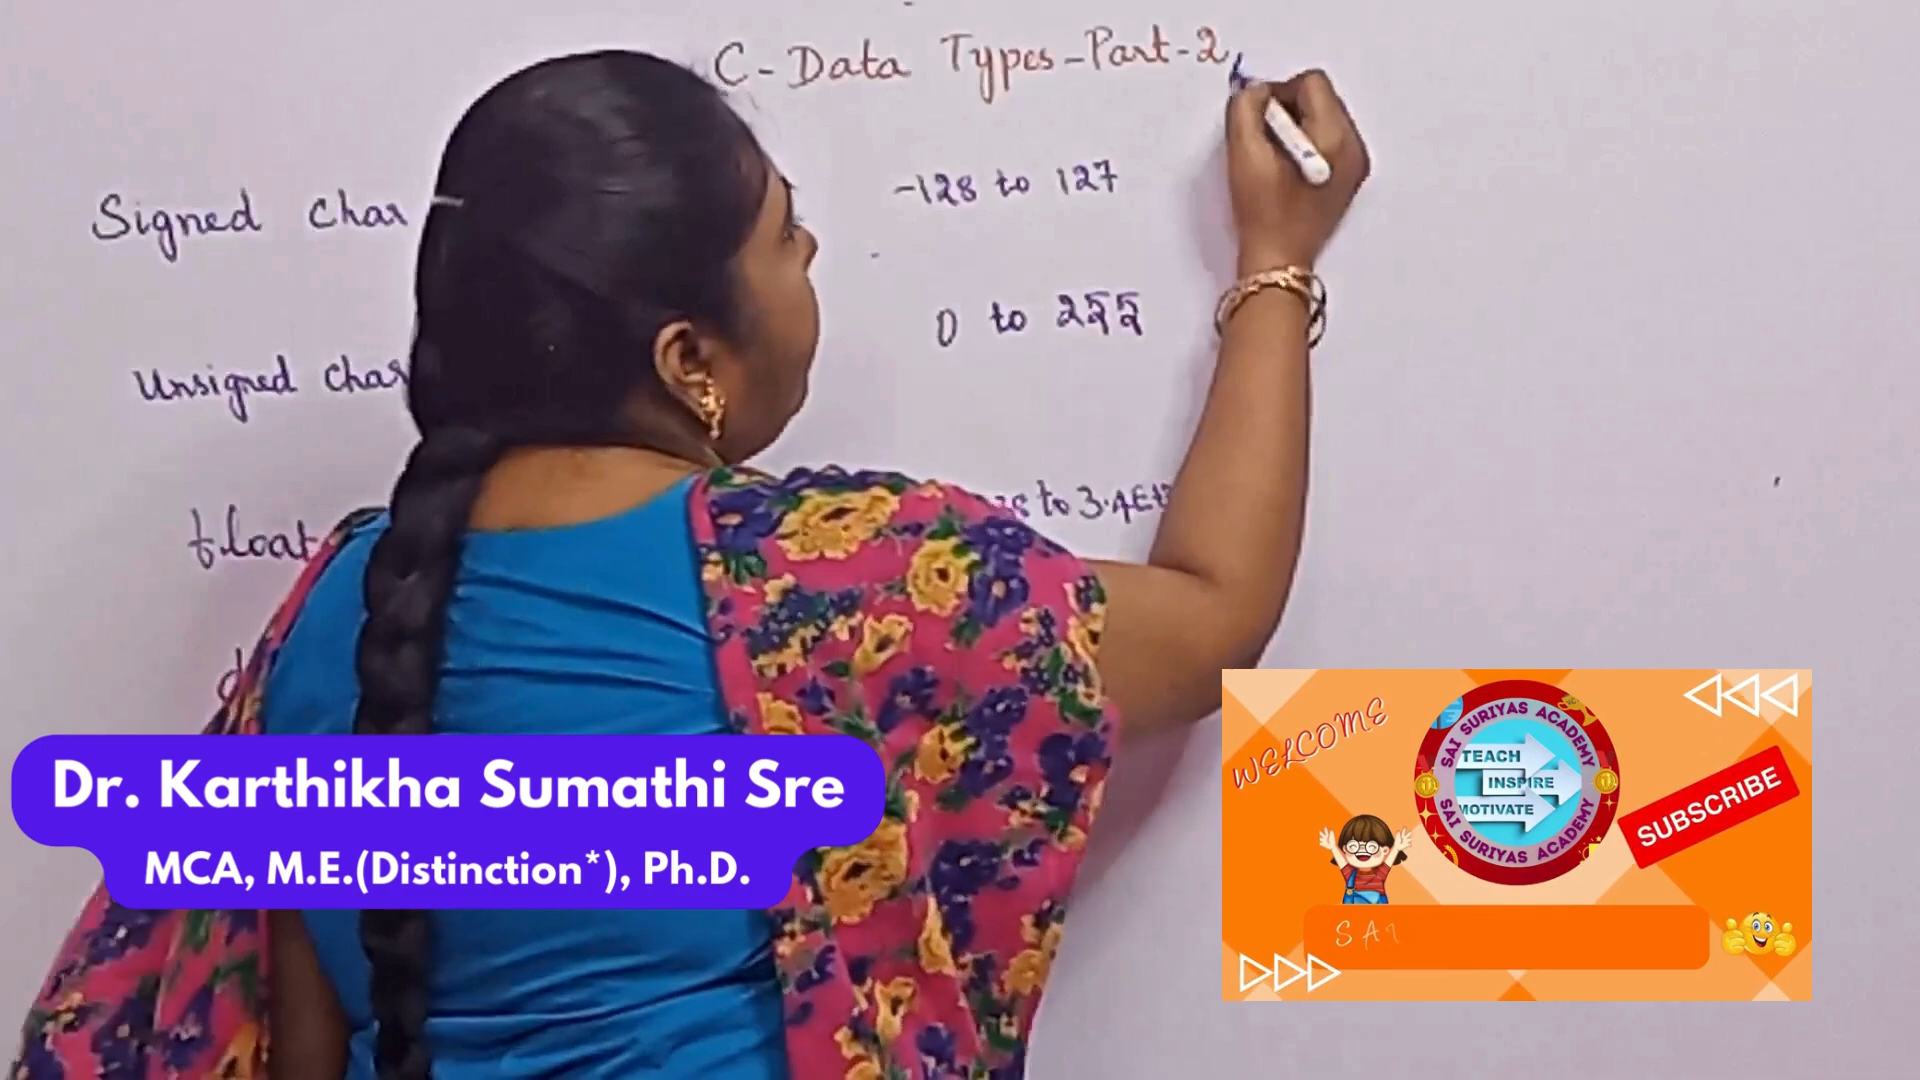 C-Data Types-Part-2
Signed Char
-128 to 127
Unsigned Char
0 to 255
float
to 3.4E
Dr. Karthikha Sumathi Sre
MCA, M.E.(Distinction*), Ph.D.
WELCOME
SAI SURIYAS ACADEMY
TEACH
INSPIRE
MOTIVATE
SAI SURIYAS ACADEMY
SUBSCRIBE
SA